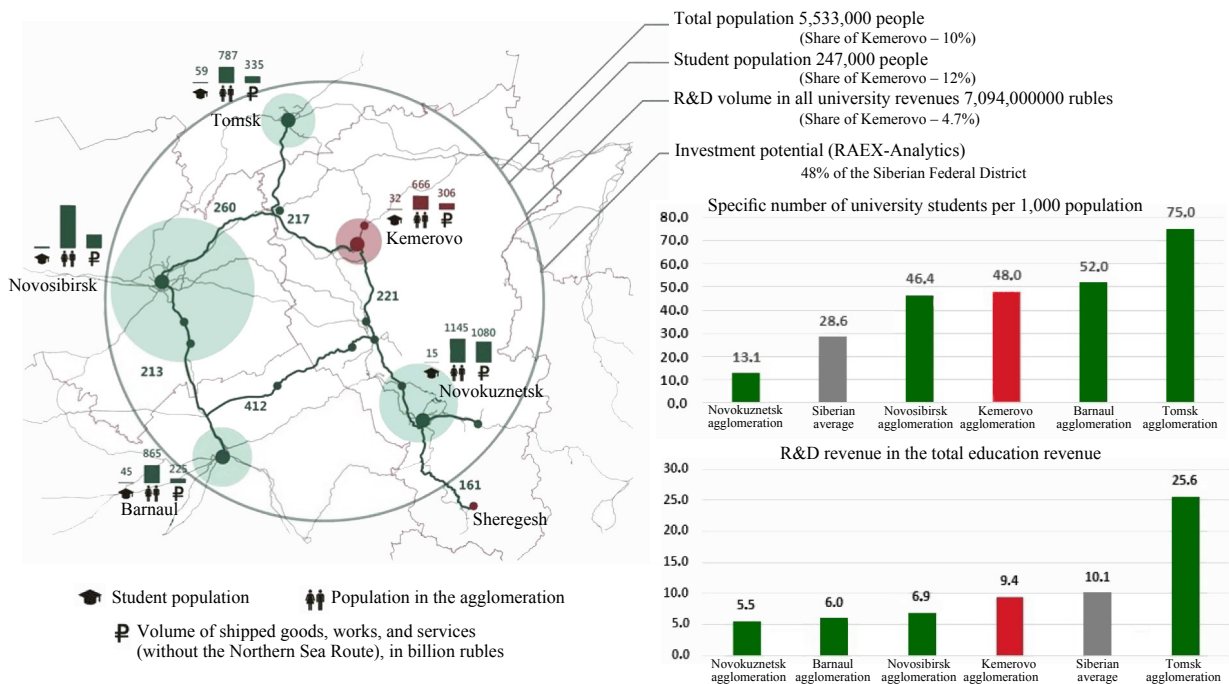 Total population 5,533,000 people
(Share of Kemerovo – 10%)
Student population 247,000 people
(Share of Kemerovo – 12%)
R&D volume in all university revenues 7,094,000000 rubles
(Share of Kemerovo – 4.7%)
Investment potential (RAEX-Analytics)
48% of the Siberian Federal District
59 787 335
₽
Tomsk
260
217
32 666 306
₽
Kemerovo
₽
Novosibirsk
221
15 1145 1080
₽
Novokuznetsk
213
412
45 865 225
₽
Barnaul
161
Sheregesh
Student population
Population in the agglomeration
₽ Volume of shipped goods, works, and services
(without the Northern Sea Route), in billion rubles
Specific number of university students per 1,000 population
80.0
70.0
60.0
50.0
40.0
30.0
20.0
10.0
0.0
13.1
28.6
46.4
48.0
52.0
75.0
Novokuznetsk
agglomeration
Siberian
average
Novosibirsk
agglomeration
Kemerovo
agglomeration
Barnaul
agglomeration
Tomsk
agglomeration
R&D revenue in the total education revenue
30.0
25.0
20.0
15.0
10.0
5.0
0.0
5.5
6.0
6.9
9.4
10.1
25.6
Novokuznetsk
agglomeration
Barnaul
agglomeration
Novosibirsk
agglomeration
Kemerovo
agglomeration
Siberian
average
Tomsk
agglomeration